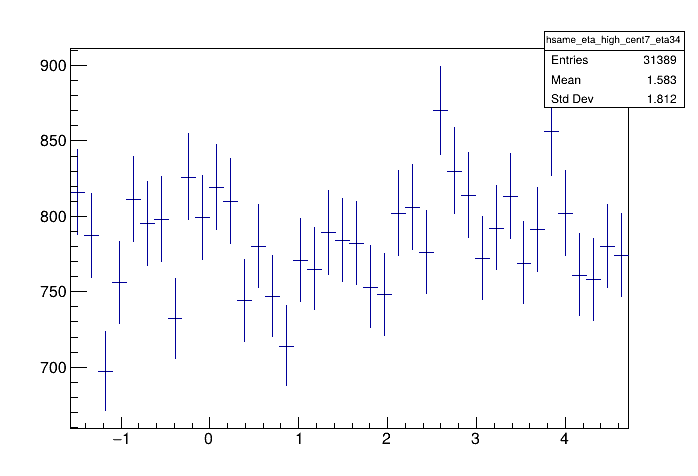 hsame_eta_high_cent7_eta34
Entries 31389
Mean 1.583
Std Dev 1.812
900
850
800
750
700
−1 0 1 2 3 4